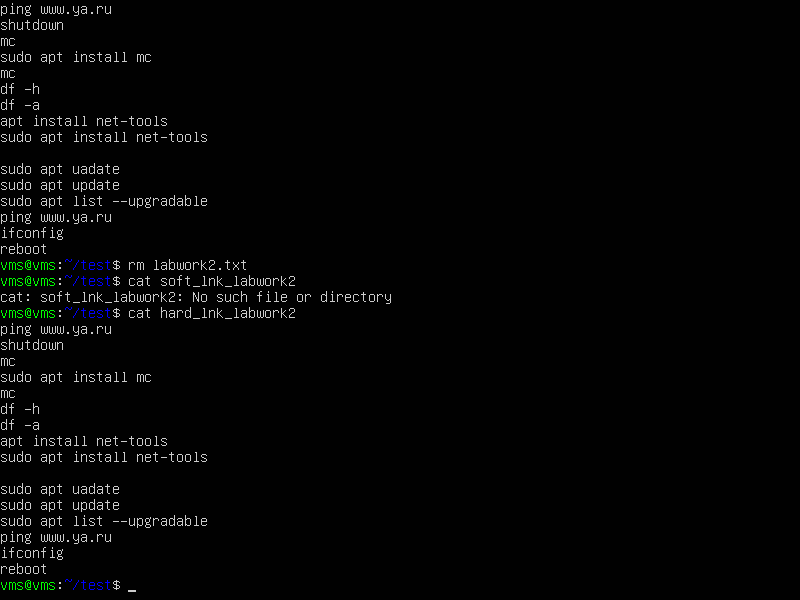 ping www.ya.ru
shutdown
mc
sudo apt install mc
mc
df -h
df -a
apt install net-tools
sudo apt install net-tools
sudo apt uadate
sudo apt update
sudo apt list --upgradable
ping www.ya.ru
ifconfig
reboot
vms@vms:~/test$ rm labwork2.txt
vms@vms:~/test$ cat soft_lnk_labwork2
cat: soft_lnk_labwork2: No such file or directory
vms@vms:~/test$ cat hard_lnk_labwork2
ping www.ya.ru
shutdown
mc
sudo apt install mc
mc
df -h
df -a
apt install net-tools
sudo apt install net-tools
sudo apt uadate
sudo apt update
sudo apt list --upgradable
ping www.ya.ru
ifconfig
reboot
vms@vms:~/test$ _